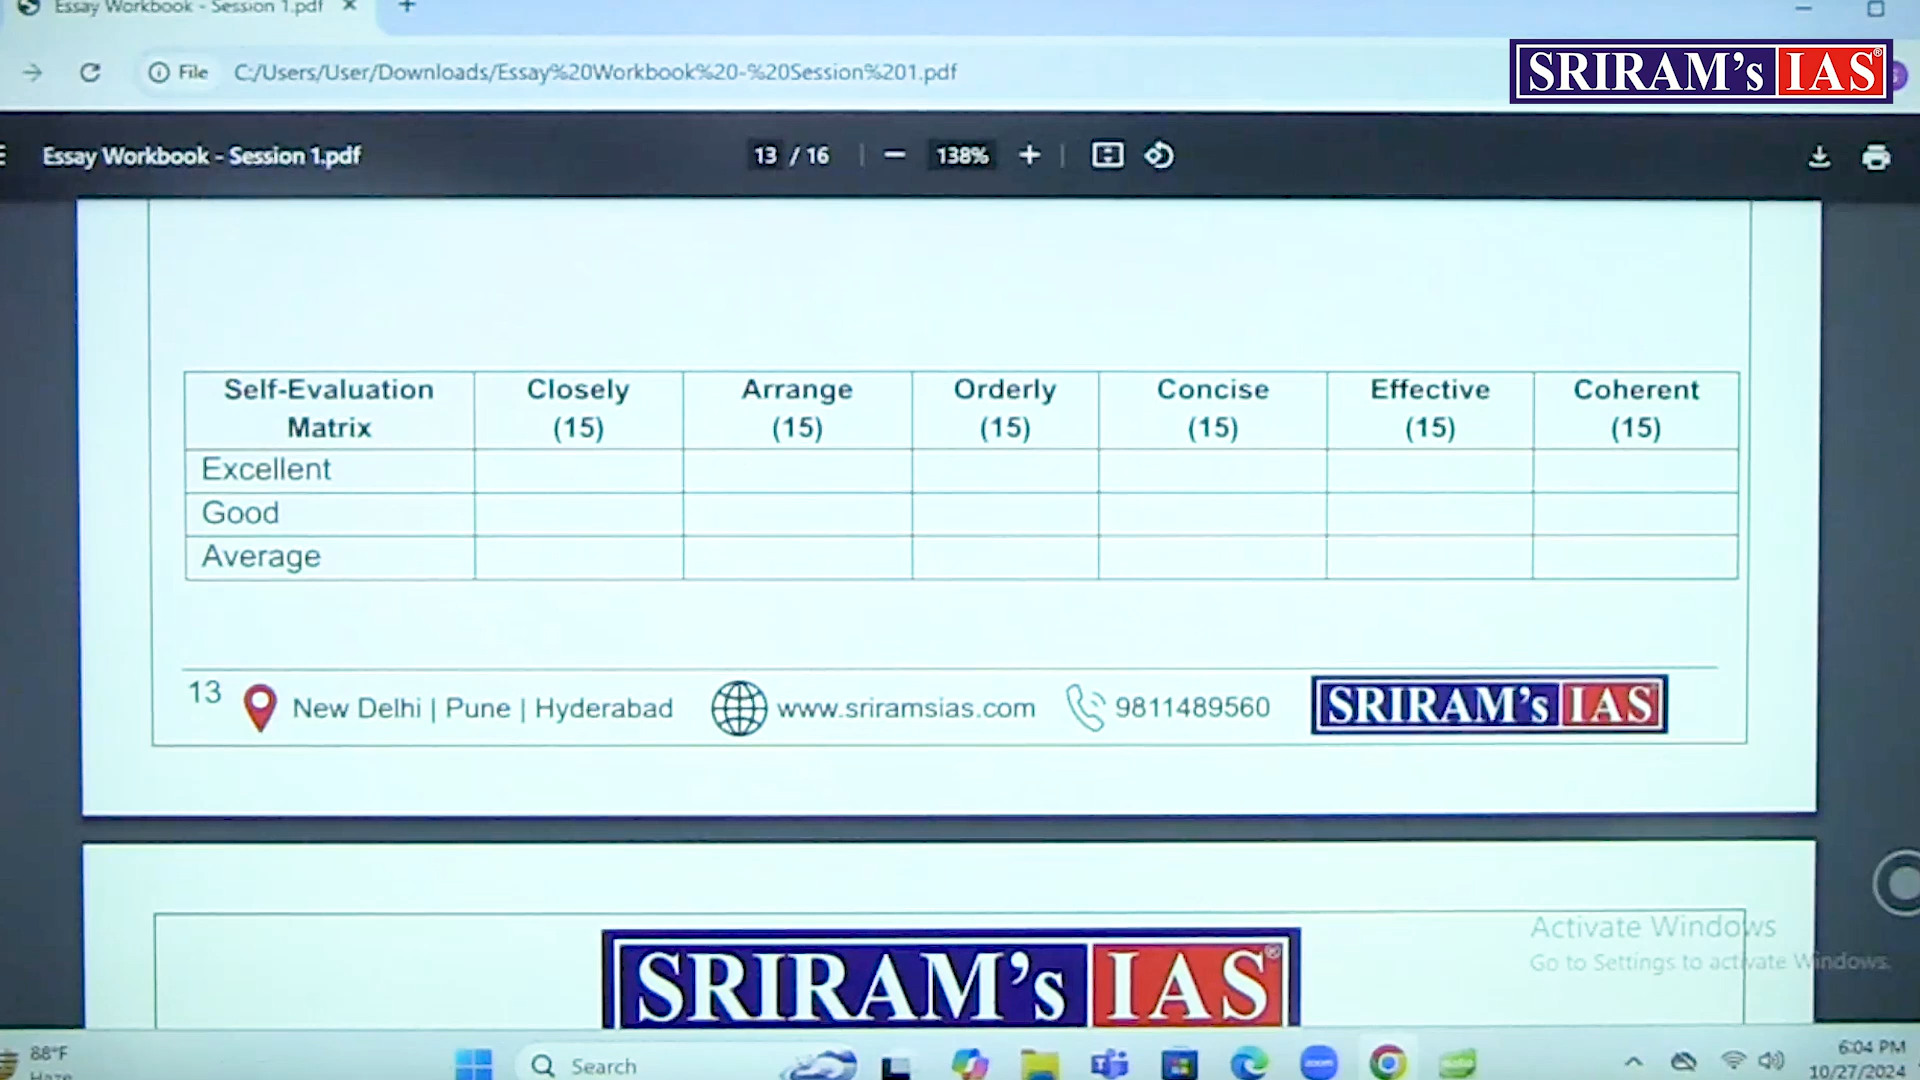 Essay Workbook - Session 1.pdf
File C:/Users/User/Downloads/Essay%20Workbook%20-%20Session%201.pdf
SRIRAM's IAS®
Essay Workbook - Session 1.pdf
13 / 16
138%
Self-Evaluation Matrix Closely (15) Arrange (15) Orderly (15) Concise (15) Effective (15) Coherent (15)
Excellent
Good
Average
13 New Delhi | Pune | Hyderabad www.sriramsias.com 9811489560 SRIRAM's IAS
Activate Windows
Go to Settings to activate Windows.
SRIRAM's IAS®
88°F
Haze
Search
zoom
6:04 PM
10/27/2024